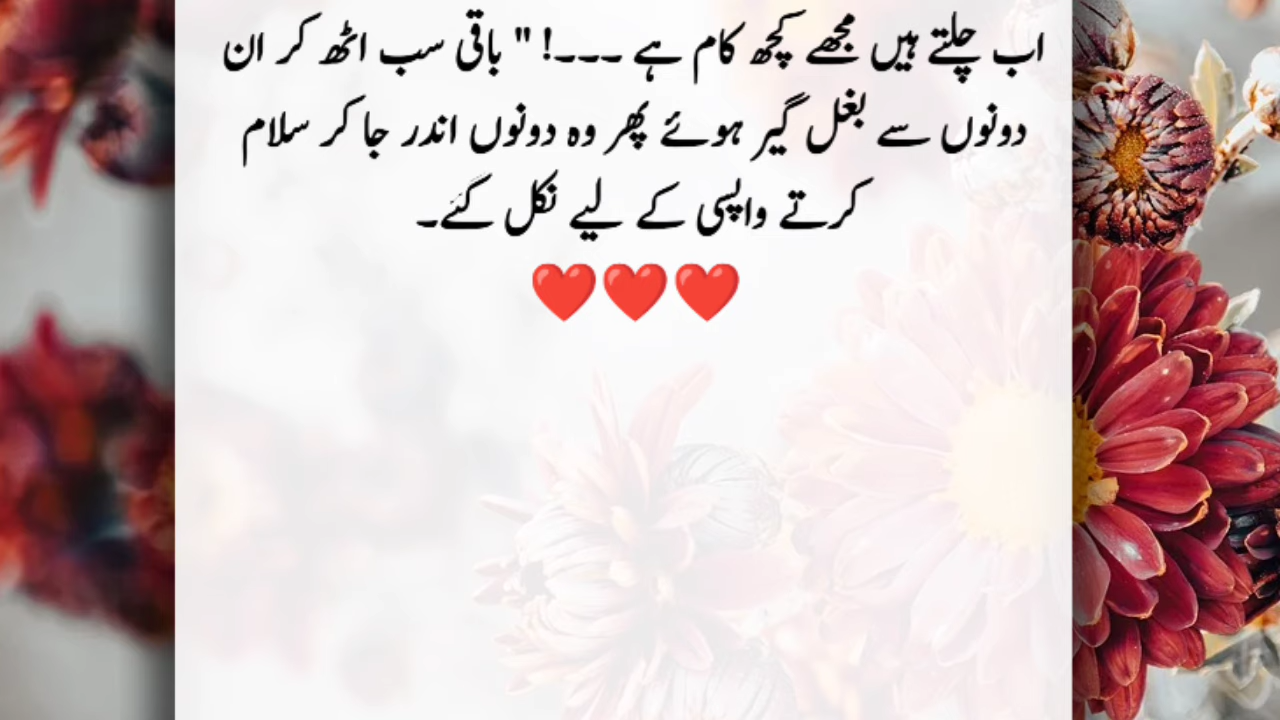 اب چلتے ہیں مجھے کچھ کام ہے ۔۔۔! " باقی سب اٹھ کر ان
دونوں سے بغل گیر ہوئے پھر وہ دونوں اندر جا کر سلام
کرتے واپسی کے لیے نکل گئے۔
❤️❤️❤️